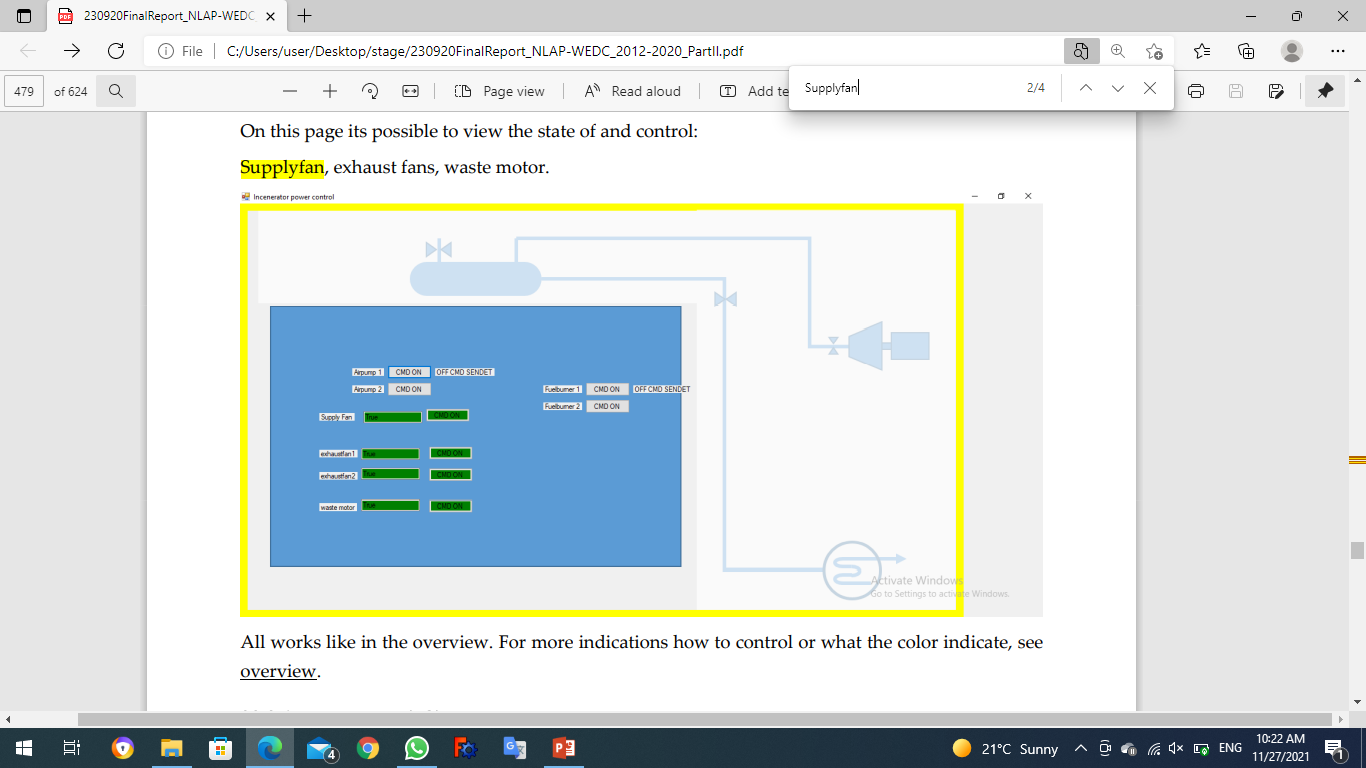 230920FinalReport_NLAP-WEDC
File C:/Users/user/Desktop/stage/230920FinalReport_NLAP-WEDC_2012-2020_PartII.pdf
479 of 624 Page view Read aloud Add te
Supplyfan 2/4
On this page its possible to view the state of and control:
Supplyfan, exhaust fans, waste motor.
Incenerator power control
Airpump 1 CMD ON OFF CMD SENDET
Airpump 2 CMD ON
Fuelburner 1 CMD ON OFF CMD SENDET
Fuelburner 2 CMD ON
Supply Fan True CMD ON
exhaustfan1 True CMD ON
exhaustfan2 True CMD ON
waste motor True CMD ON
Activate Windows
Go to Settings to activate Windows.
All works like in the overview. For more indications how to control or what the color indicate, see
overview.
4 21°C Sunny ENG 10:22 AM
11/27/2021 1